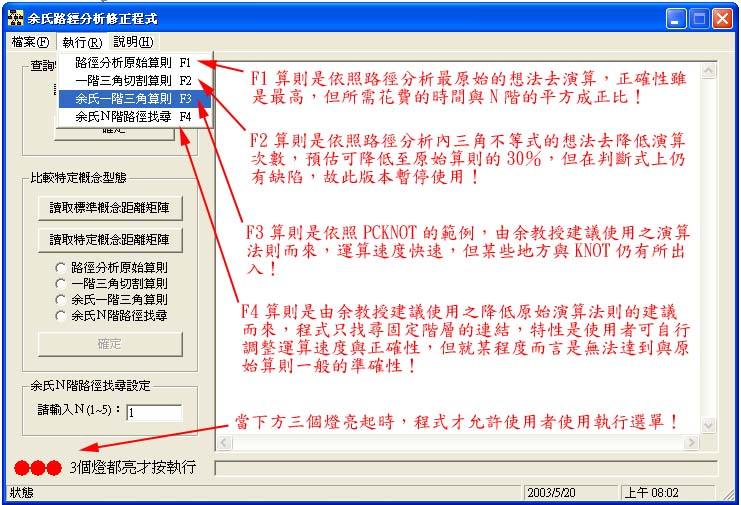 余氏路徑分析修正程式
檔案(F) 執行(R) 說明(H)
路徑分析原始算則 F1
一階三角切割算則 F2
余氏一階三角算則 F3
余氏N階路徑找尋 F4
確定
比較特定概念型態
讀取標準概念距離矩陣
讀取特定概念距離矩陣
路徑分析原始算則
一階三角切割算則
余氏一階三角算則
余氏N階路徑找尋
確定
余氏N階路徑找尋設定
請輸入N(1~5)： 1
3個燈都亮才按執行
F1 算則是依照路徑分析最原始的想法去演算，正確性雖
是最高，但所需花費的時間與 N 階的平方成正比！
F2 算則是依照路徑分析內三角不等式的想法去降低演算
次數，預估可降低至原始算則的 30%，但在判斷式上仍
有缺陷，故此版本暫停使用！
F3 算則是依照 PCKNOT 的範例，由余教授建議使用之演算
法則而來，運算速度快速，但某些地方與 KNOT 仍有所出
入！
F4 算則是由余教授建議使用之降低原始演算法則的建議
而來，程式只找尋固定階層的連結，特性是使用者可自行
調整運算速度與正確性，但就某程度而言是無法達到與原
始算則一般的準確性！
當下方三個燈亮起時，程式才允許使用者使用執行選單！
狀態 2003/5/20 上午 08:02